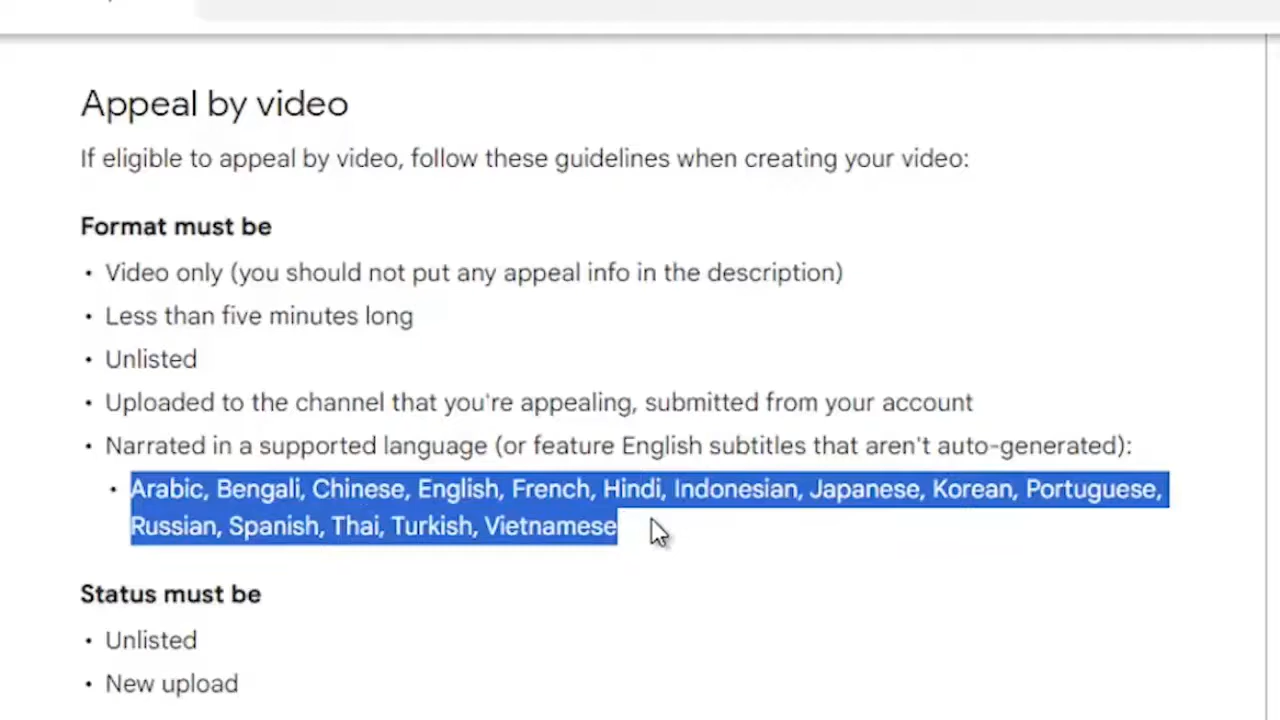 Appeal by video
If eligible to appeal by video, follow these guidelines when creating your video:
Format must be
• Video only (you should not put any appeal info in the description)
• Less than five minutes long
• Unlisted
• Uploaded to the channel that you're appealing, submitted from your account
• Narrated in a supported language (or feature English subtitles that aren't auto-generated):
• Arabic, Bengali, Chinese, English, French, Hindi, Indonesian, Japanese, Korean, Portuguese,
Russian, Spanish, Thai, Turkish, Vietnamese
Status must be
• Unlisted
• New upload